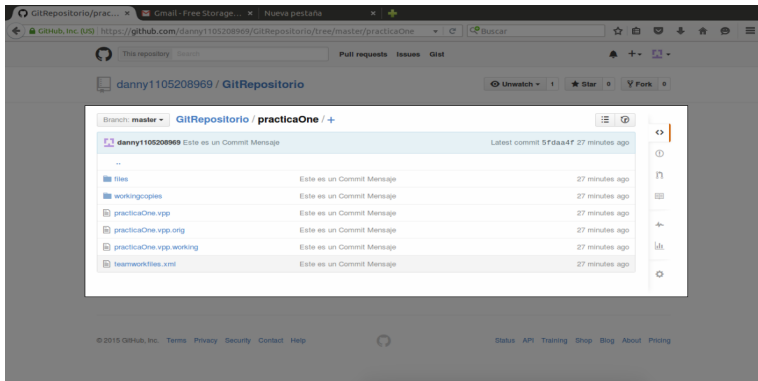 GitRepositorio/prac... × Gmail - Free Storage... × Nueva pestaña ×
GitHub, Inc. (US) https://github.com/danny1105208969/GitRepositorio/tree/master/practicaOne Buscar
This repository Search Pull requests Issues Gist
danny1105208969 / GitRepositorio Unwatch 1 Star 0 Fork 0
Branch: master GitRepositorio / practicaOne / +
danny1105208969 Este es un Commit Mensaje Latest commit 5fdaa4f 27 minutes ago
..
files Este es un Commit Mensaje 27 minutes ago
workingcopies Este es un Commit Mensaje 27 minutes ago
practicaOne.vpp Este es un Commit Mensaje 27 minutes ago
practicaOne.vpp.orig Este es un Commit Mensaje 27 minutes ago
practicaOne.vpp.working Este es un Commit Mensaje 27 minutes ago
teamworkfiles.xml Este es un Commit Mensaje 27 minutes ago
© 2015 GitHub, Inc. Terms Privacy Security Contact Help Status API Training Shop Blog About Pricing